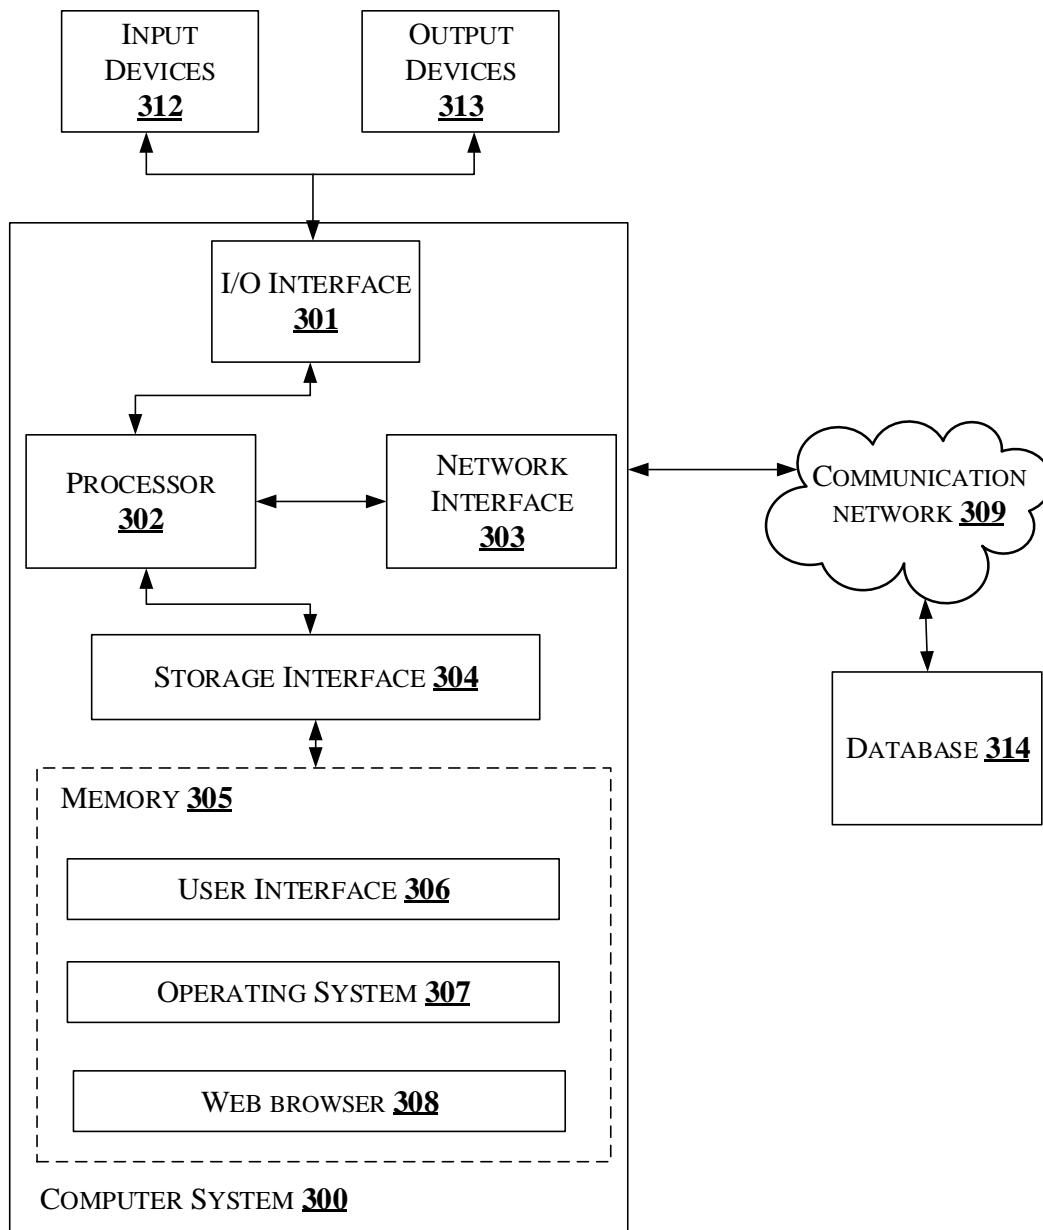 INPUT
DEVICES
312
OUTPUT
DEVICES
313
I/O INTERFACE
301
PROCESSOR
302
NETWORK
INTERFACE
303
COMMUNICATION
NETWORK 309
STORAGE INTERFACE 304
DATABASE 314
MEMORY 305
USER INTERFACE 306
OPERATING SYSTEM 307
WEB BROWSER 308
COMPUTER SYSTEM 300